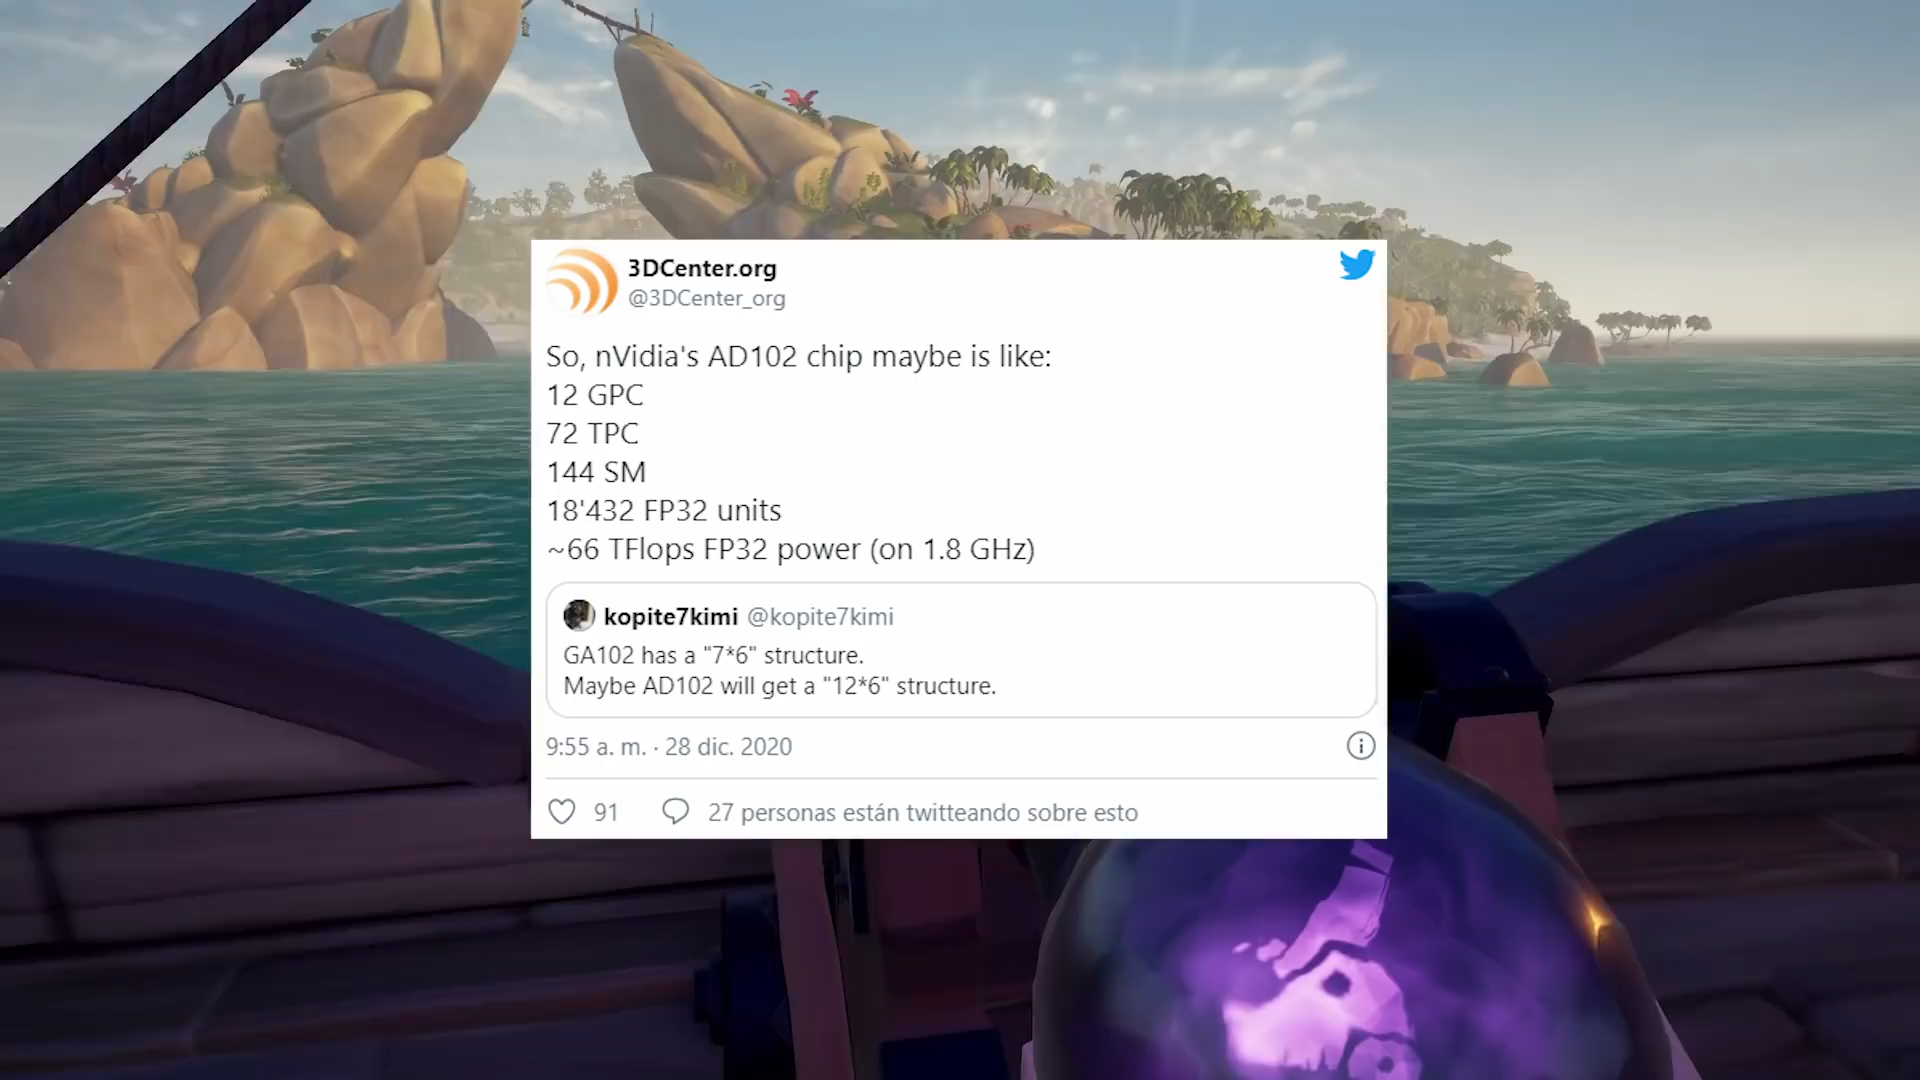 3DCenter.org
@3DCenter_org
So, nVidia's AD102 chip maybe is like:
12 GPC
72 TPC
144 SM
18'432 FP32 units
~66 TFlops FP32 power (on 1.8 GHz)
kopite7kimi @kopite7kimi
GA102 has a "7*6" structure.
Maybe AD102 will get a "12*6" structure.
9:55 a. m. · 28 dic. 2020
91 27 personas están twitteando sobre esto